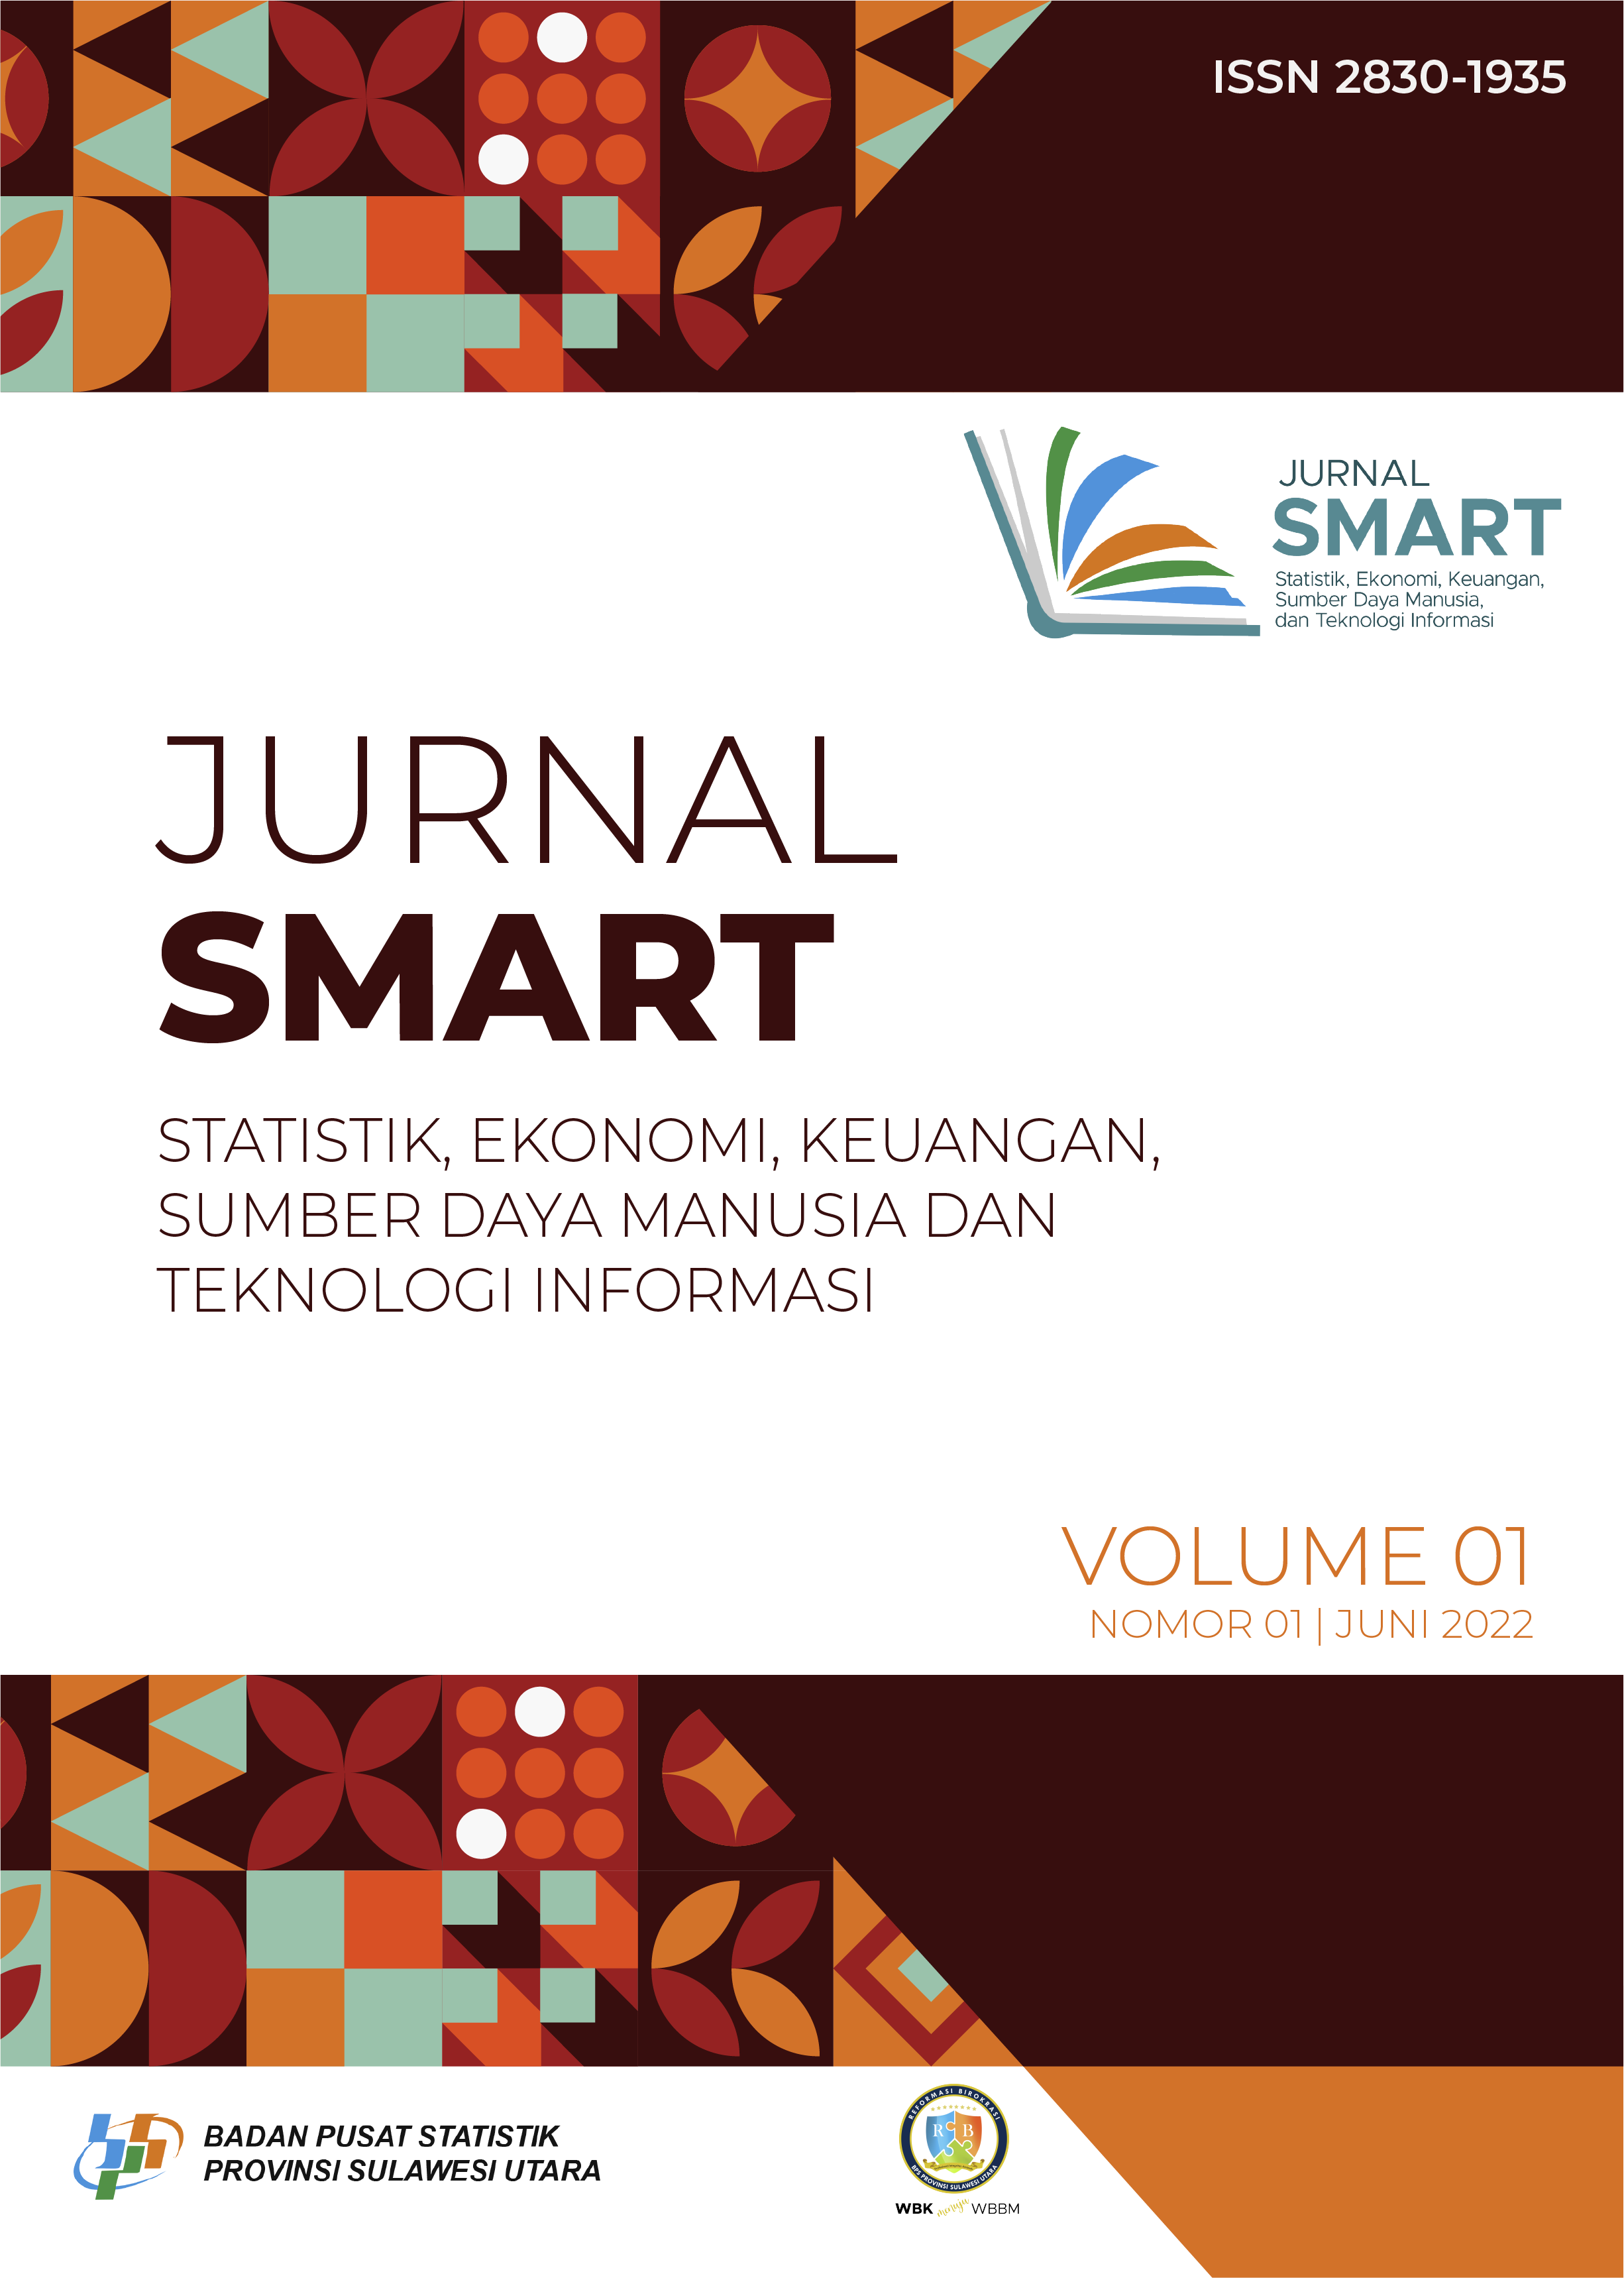 ISSN 2830-1935
JURNAL
SMART
Statistik, Ekonomi, Keuangan,
Sumber Daya Manusia,
dan Teknologi Informasi
JURNAL
SMART
STATISTIK, EKONOMI, KEUANGAN,
SUMBER DAYA MANUSIA DAN
TEKNOLOGI INFORMASI
VOLUME 01
NOMOR 01 | JUNI 2022
BADAN PUSAT STATISTIK
PROVINSI SULAWESI UTARA
REFORMASI BIROKRASI
R B
BPS PROVINSI SULAWESI UTARA
WBK menuju WBBM